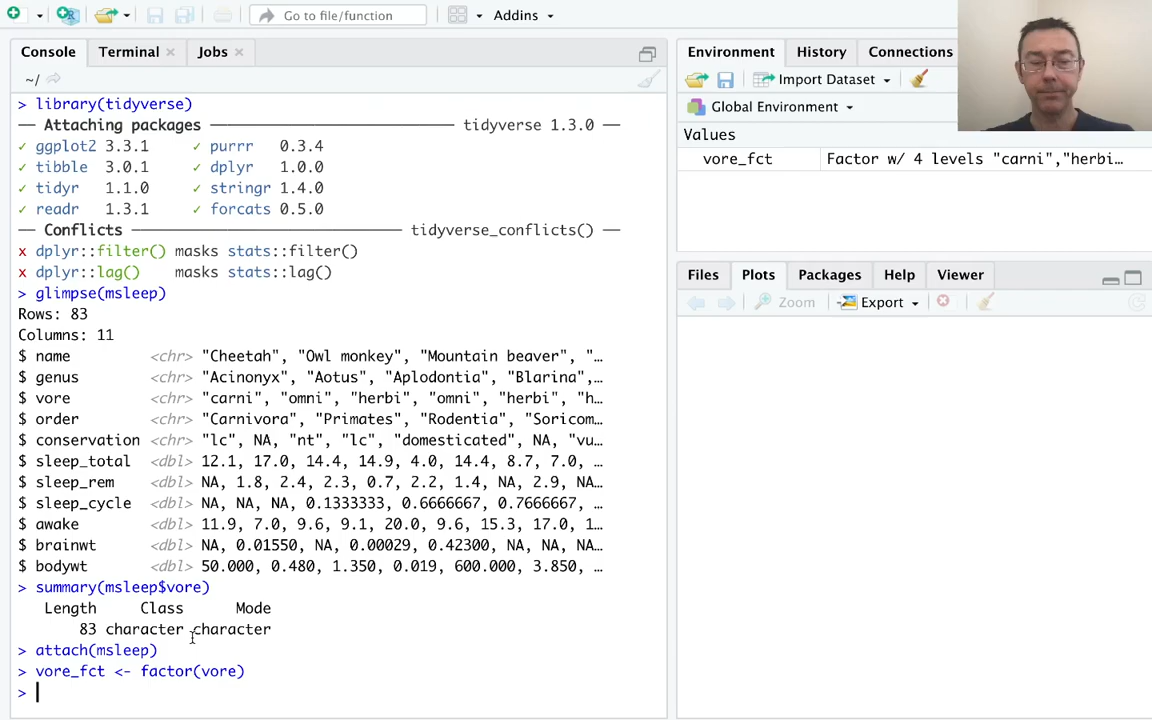 Go to file/function
Addins
Console
Terminal
Jobs
~/
> library(tidyverse)
── Attaching packages ──────────────────── tidyverse 1.3.0 ──
✓ ggplot2 3.3.1 ✓ purrr 0.3.4
✓ tibble 3.0.1 ✓ dplyr 1.0.0
✓ tidyr 1.1.0 ✓ stringr 1.4.0
✓ readr 1.3.1 ✓ forcats 0.5.0
── Conflicts ───────────────────── tidyverse_conflicts() ──
x dplyr::filter() masks stats::filter()
x dplyr::lag() masks stats::lag()
> glimpse(msleep)
Rows: 83
Columns: 11
$ name <chr> "Cheetah", "Owl monkey", "Mountain beaver", "…
$ genus <chr> "Acinonyx", "Aotus", "Aplodontia", "Blarina",…
$ vore <chr> "carni", "omni", "herbi", "omni", "herbi", "h…
$ order <chr> "Carnivora", "Primates", "Rodentia", "Soricom…
$ conservation <chr> "lc", NA, "nt", "lc", "domesticated", NA, "vu…
$ sleep_total <dbl> 12.1, 17.0, 14.4, 14.9, 4.0, 14.4, 8.7, 7.0, …
$ sleep_rem <dbl> NA, 1.8, 2.4, 2.3, 0.7, 2.2, 1.4, NA, 2.9, NA…
$ sleep_cycle <dbl> NA, NA, NA, 0.1333333, 0.6666667, 0.7666667, …
$ awake <dbl> 11.9, 7.0, 9.6, 9.1, 20.0, 9.6, 15.3, 17.0, 1…
$ brainwt <dbl> NA, 0.01550, NA, 0.00029, 0.42300, NA, NA, NA…
$ bodywt <dbl> 50.000, 0.480, 1.350, 0.019, 600.000, 3.850, …
> summary(msleep$vore)
Length Class Mode
83 character character
> attach(msleep)
> vore_fct <- factor(vore)
>
Environment
History
Connections
Import Dataset
Global Environment
Values
vore_fct Factor w/ 4 levels "carni","herbi…
Files
Plots
Packages
Help
Viewer
Zoom
Export